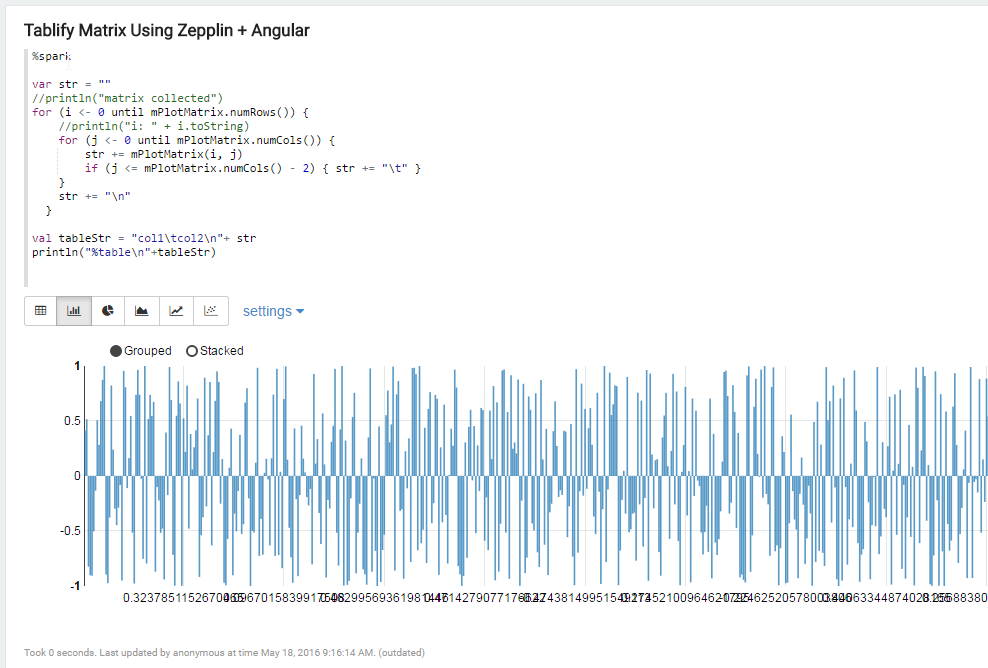 Tablify Matrix Using Zepplin + Angular
%spark
var str = ""
//println("matrix collected")
for (i <- 0 until mPlotMatrix.numRows()) {
//println("i: " + i.toString)
for (j <- 0 until mPlotMatrix.numCols()) {
str += mPlotMatrix(i, j)
if (j <= mPlotMatrix.numCols() - 2) { str += "\t" }
}
str += "\n"
}
val tableStr = "col1\tcol2\n"+ str
println("%table\n"+tableStr)
settings
Grouped Stacked
1
0.5
0
-0.5
-1
Took 0 seconds. Last updated by anonymous at time May 18, 2016 9:16:14 AM. (outdated)